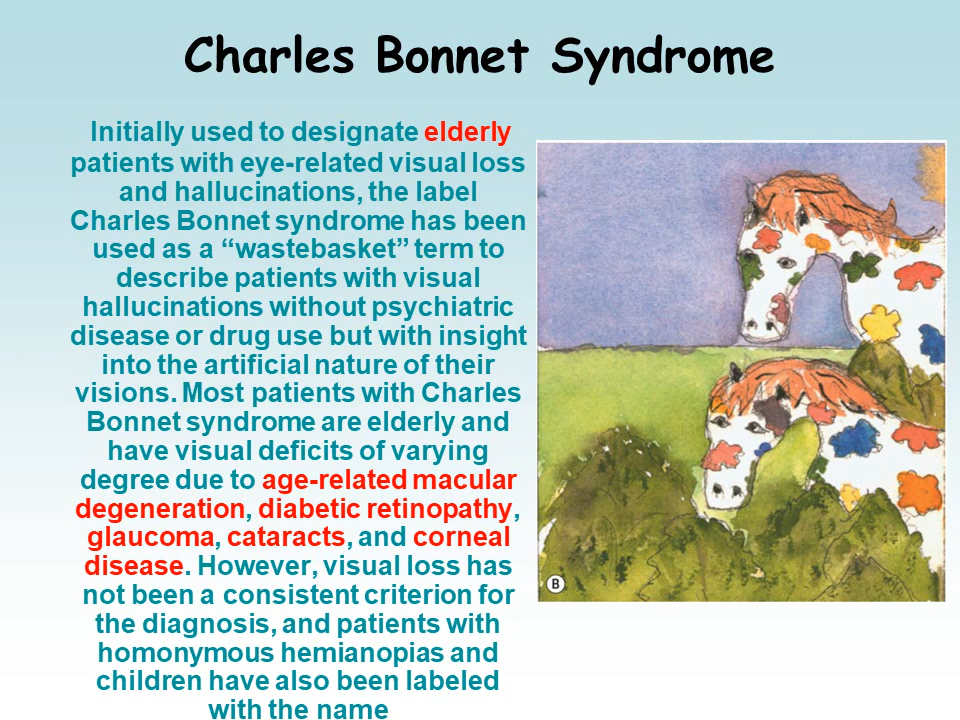 Charles Bonnet Syndrome
Initially used to designate elderly
patients with eye-related visual loss
and hallucinations, the label
Charles Bonnet syndrome has been
used as a “wastebasket” term to
describe patients with visual
hallucinations without psychiatric
disease or drug use but with insight
into the artificial nature of their
visions. Most patients with Charles
Bonnet syndrome are elderly and
have visual deficits of varying
degree due to age-related macular
degeneration, diabetic retinopathy,
glaucoma, cataracts, and corneal
disease. However, visual loss has
not been a consistent criterion for
the diagnosis, and patients with
homonymous hemianopias and
children have also been labeled
with the name
B